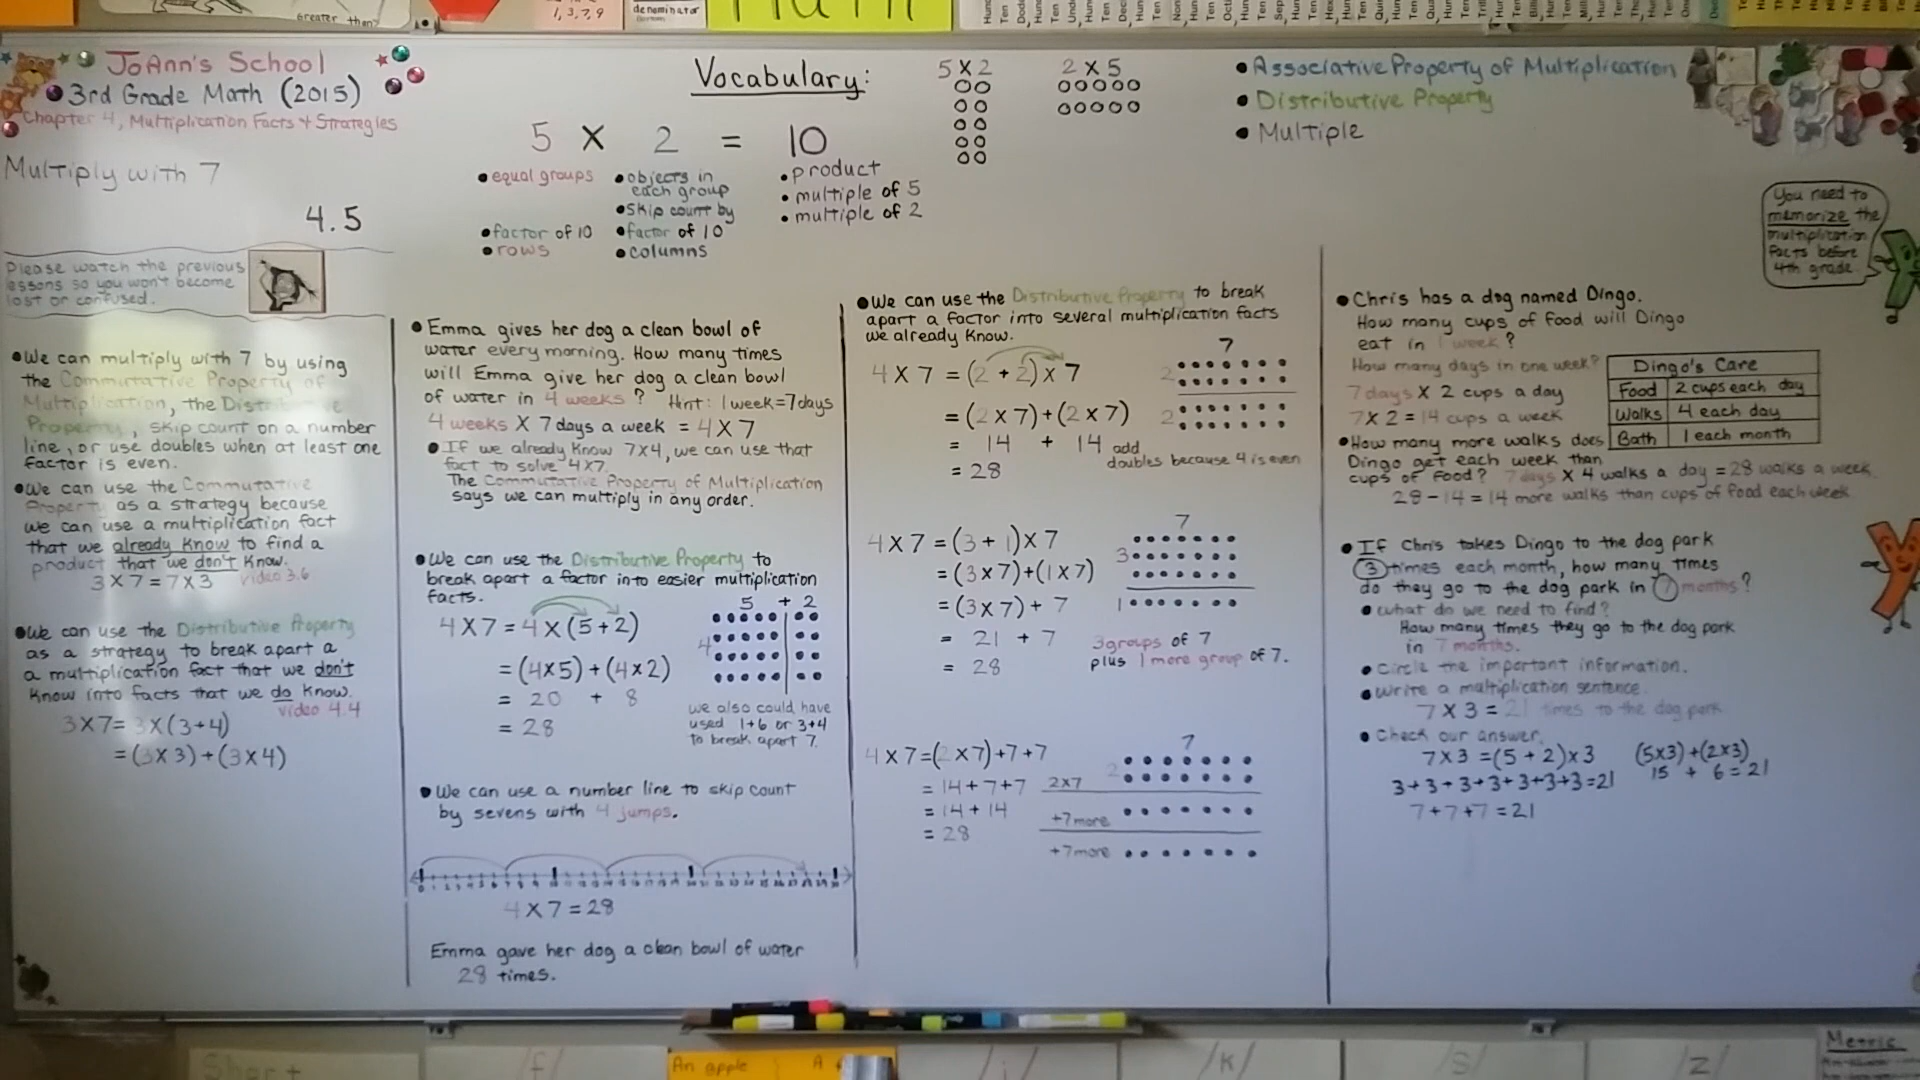 Greater than?
1, 3, 7, 9
denominator
Math
JoAnn's School
3rd Grade Math (2015)
Chapter 4, Multiplication Facts & Strategies
Multiply with 7
4.5
Please watch the previous
lessons so you won't become
lost or confused.
• We can multiply with 7 by using
the Commutative Property of
Multiplication, the Distributive
Property, skip count on a number
line, or use doubles when at least one
factor is even.
• We can use the Commutative
Property as a strategy because
we can use a multiplication fact
that we already know to find a
product that we don't know.
3 X 7 = 7 X 3 video 3.6
• We can use the Distributive Property
as a strategy to break apart a
a multiplication fact that we don't
know into facts that we do know.
video 4.4
3 X 7 = 3 X (3+4)
= (3 X 3) + (3 X 4)
Vocabulary:
5 X 2 = 10
• equal groups
• factor of 10
• rows
• objects in
each group
• skip count by
• factor of 10
• columns
• product
• multiple of 5
• multiple of 2
5 X 2
2 X 5
• Associative Property of Multiplication
• Distributive Property
• Multiple
You need to
memorize the
multiplication
facts before
4th grade.
• Emma gives her dog a clean bowl of
water every morning. How many times
will Emma give her dog a clean bowl
of water in 4 weeks? Hint: 1 week = 7 days
4 weeks X 7 days a week = 4 X 7
• If we already know 7X4, we can use that
fact to solve 4X7.
The Commutative Property of Multiplication
says we can multiply in any order.
• We can use the Distributive Property to
break apart a factor into easier multiplication
facts.
5 + 2
4
4 X 7 = 4 X (5+2)
= (4X5) + (4X2)
= 20 + 8
= 28
we also could have
used 1+6 or 3+4
to break apart 7.
• We can use a number line to skip count
by sevens with 4 jumps.
4 X 7 = 28
Emma gave her dog a clean bowl of water
28 times.
• We can use the Distributive Property to break
apart a factor into several multiplication facts
we already know.
4 X 7 = (2 + 2) X 7
= (2 X 7) + (2 X 7)
= 14 + 14 add
doubles because 4 is even
= 28
7
2
2
4 X 7 = (3 + 1) X 7
= (3X7) + (1X7)
= (3X7) + 7
= 21 + 7
= 28
7
3
1
3 groups of 7
plus 1 more group of 7.
4 X 7 = (2 X 7) + 7 + 7
= 14 + 7 + 7
= 14 + 14
= 28
7
2
2X7
+7 more
+7 more
• Chris has a dog named Dingo.
How many cups of food will Dingo
eat in 1 week?
How many days in one week?
7 days X 2 cups a day
7 X 2 = 14 cups a week
Dingo's Care
Food 2 cups each day
Walks 4 each day
Bath 1 each month
• How many more walks does
Dingo get each week than
cups of food? 7 days X 4 walks a day = 28 walks a week
28 - 14 = 14 more walks than cups of food each week
• If Chris takes Dingo to the dog park
3 times each month, how many times
do they go to the dog park in 7 months?
• What do we need to find?
How many times they go to the dog park
in 7 months.
• Circle the important information.
• Write a multiplication sentence.
7 X 3 = 21 times to the dog park
• Check our answer.
7 X 3 = (5 + 2) X 3 (5X3) + (2X3)
15 + 6 = 21
3+3+3+3+3+3+3=21
7+7+7=21
Short
/f/
An apple
/i/
/k/
/s/
/z/
Metric